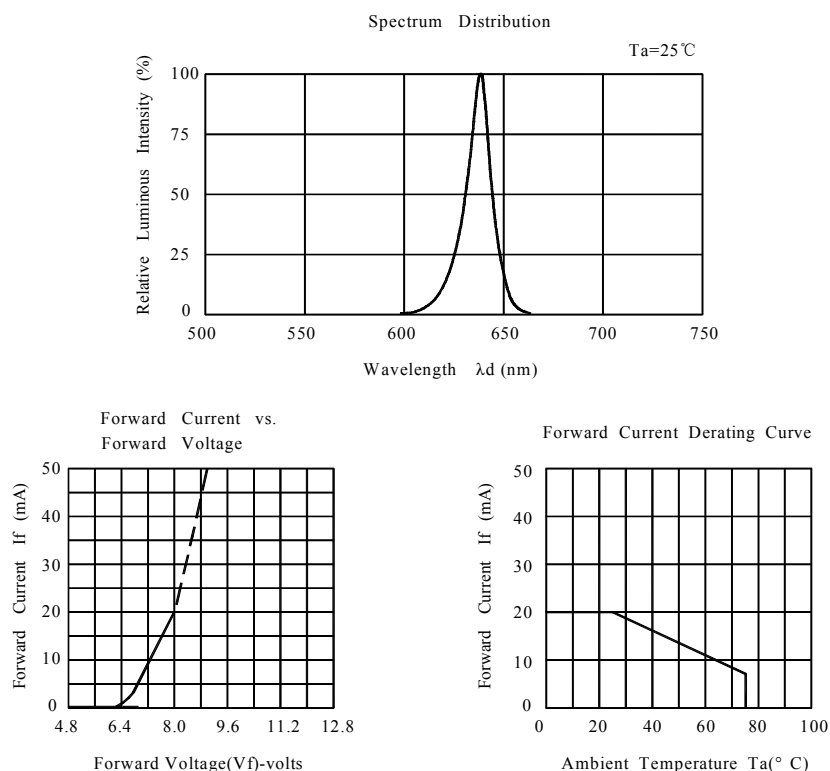 Spectrum Distribution
Ta=25℃
Relative Luminous Intensity (%)
100
75
50
25
0
500 550 600 650 700 750
Wavelength λd (nm)
Forward Current vs.
Forward Voltage
Forward Current If (mA)
50
40
30
20
10
0
4.8 6.4 8.0 9.6 11.2 12.8
Forward Voltage(Vf)-volts
Forward Current Derating Curve
Forward Current If (mA)
50
40
30
20
10
0 20 40 60 80 100
Ambient Temperature Ta(° C)